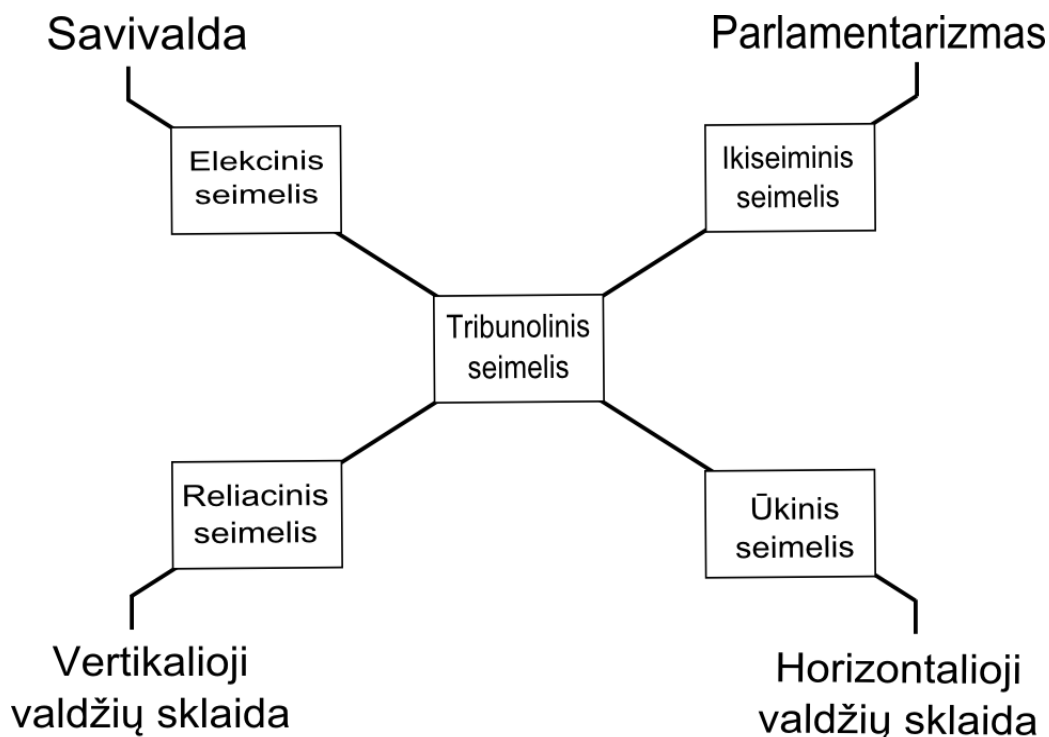 Savivalda
Parlamentarizmas
Elekcinis
seimelis
Ikiseiminis
seimelis
Tribunolinis
seimelis
Reliacinis
seimelis
Ūkinis
seimelis
Vertikalioji
valdžių sklaida
Horizontalioji
valdžių sklaida